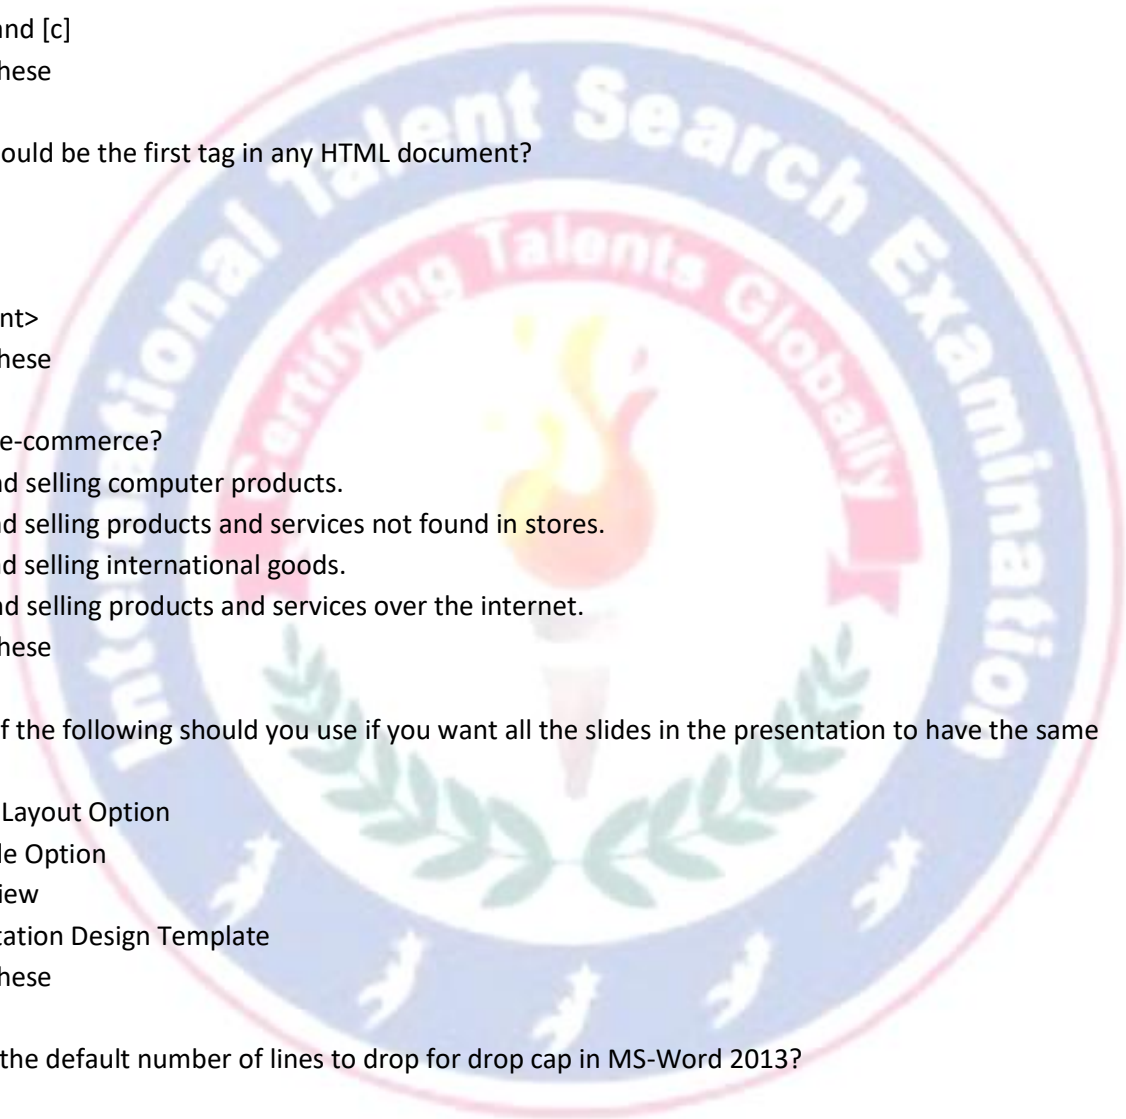 and [c]
hese
ould be the first tag in any HTML document?
nt>
hese
e-commerce?
nd selling computer products.
nd selling products and services not found in stores.
nd selling international goods.
nd selling products and services over the internet.
hese
f the following should you use if you want all the slides in the presentation to have the same
Layout Option
le Option
iew
tation Design Template
hese
the default number of lines to drop for drop cap in MS-Word 2013?
International Talent Search Examination
Certifying Talents Globally